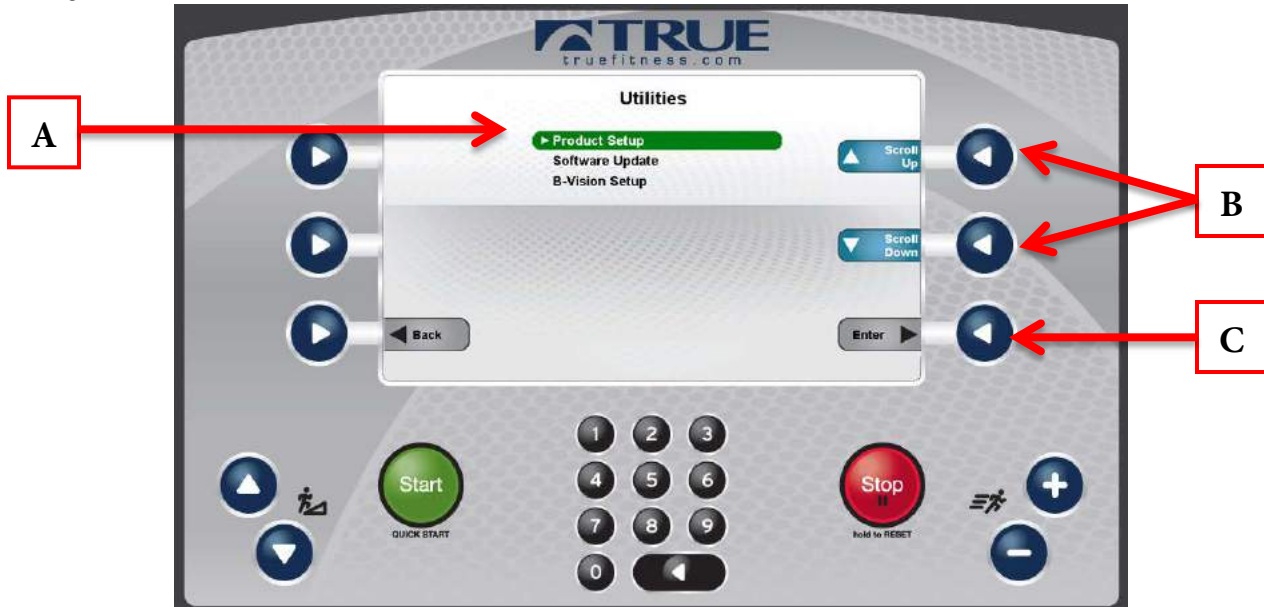 TRUE
truefitness.com
Utilities
A
Product Setup
Software Update
B-Vision Setup
Scroll
Up
B
Scroll
Down
Back
Enter
C
1 2 3
4 5 6
7 8 9
0
Start
QUICK START
Stop
hold to RESET